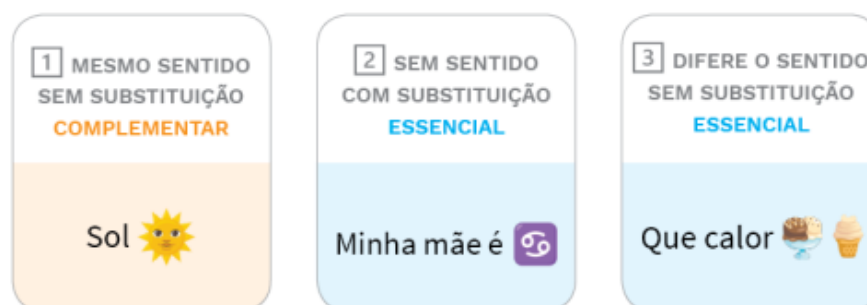 1 MESMO SENTIDO
SEM SUBSTITUIÇÃO
COMPLEMENTAR
Sol 🌞
2 SEM SENTIDO
COM SUBSTITUIÇÃO
ESSENCIAL
Minha mãe é ♋
3 DIFERE O SENTIDO
SEM SUBSTITUIÇÃO
ESSENCIAL
Que calor 🍨🍦